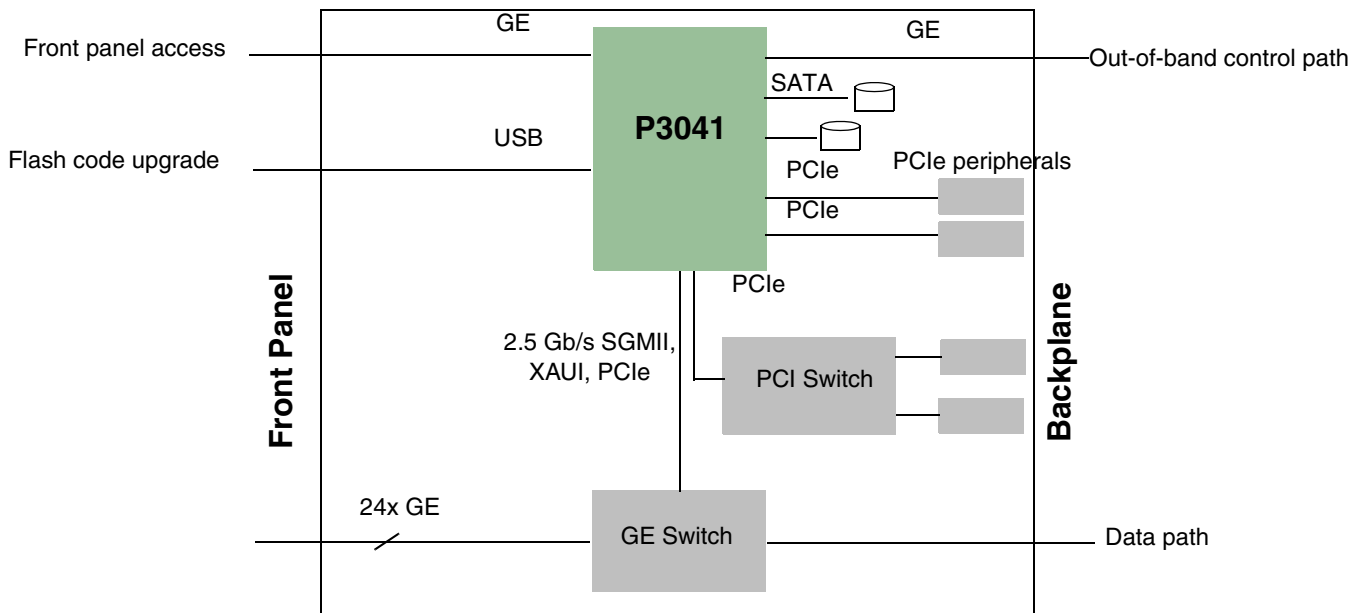 GE
GE
Front panel access
Out-of-band control path
SATA
P3041
USB
Flash code upgrade
PCIe
PCIe peripherals
PCIe
PCIe
Front Panel
Backplane
2.5 Gb/s SGMII,
XAUI, PCIe
PCI Switch
24x GE
GE Switch
Data path